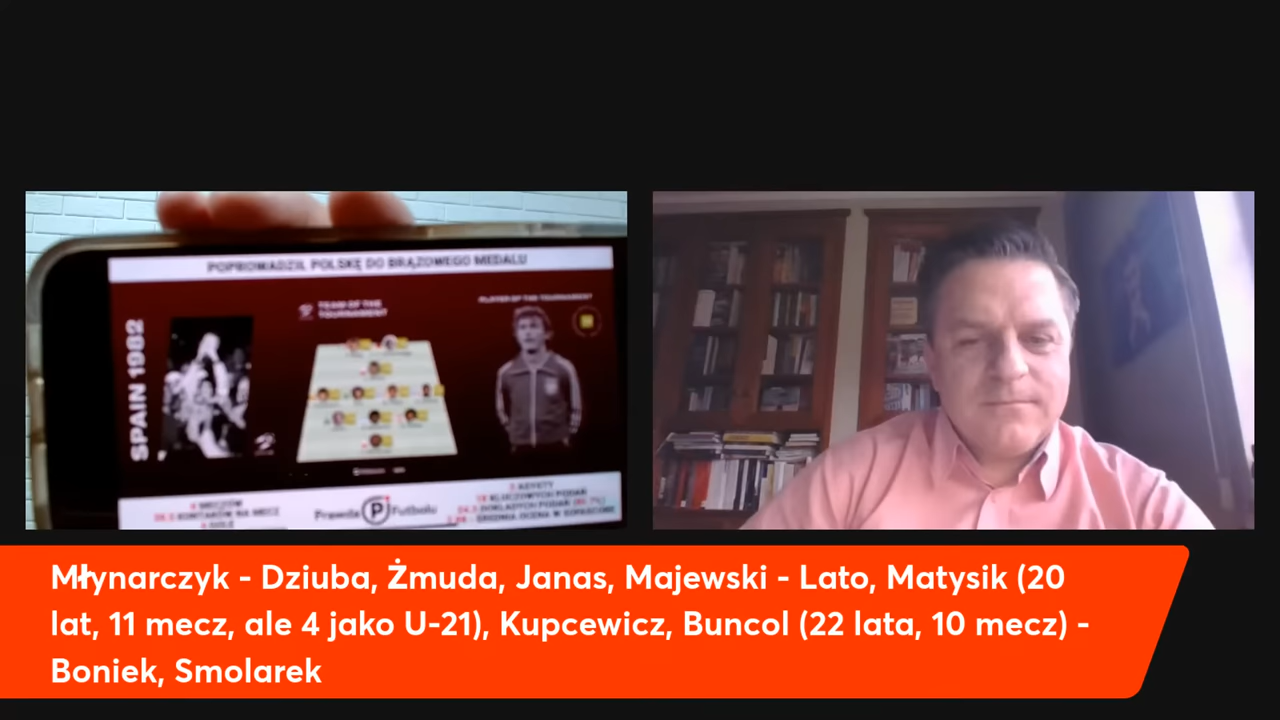 POPROWADZIŁ POLSKĘ DO BRĄZOWEGO MEDALU
SPAIN 1982
TEAM OF THE
TOURNAMENT
PLAYER OF THE TOURNAMENT
Prawda Futbolu
Młynarczyk - Dziuba, Żmuda, Janas, Majewski - Lato, Matysik (20
lat, 11 mecz, ale 4 jako U-21), Kupcewicz, Buncol (22 lata, 10 mecz) -
Boniek, Smolarek